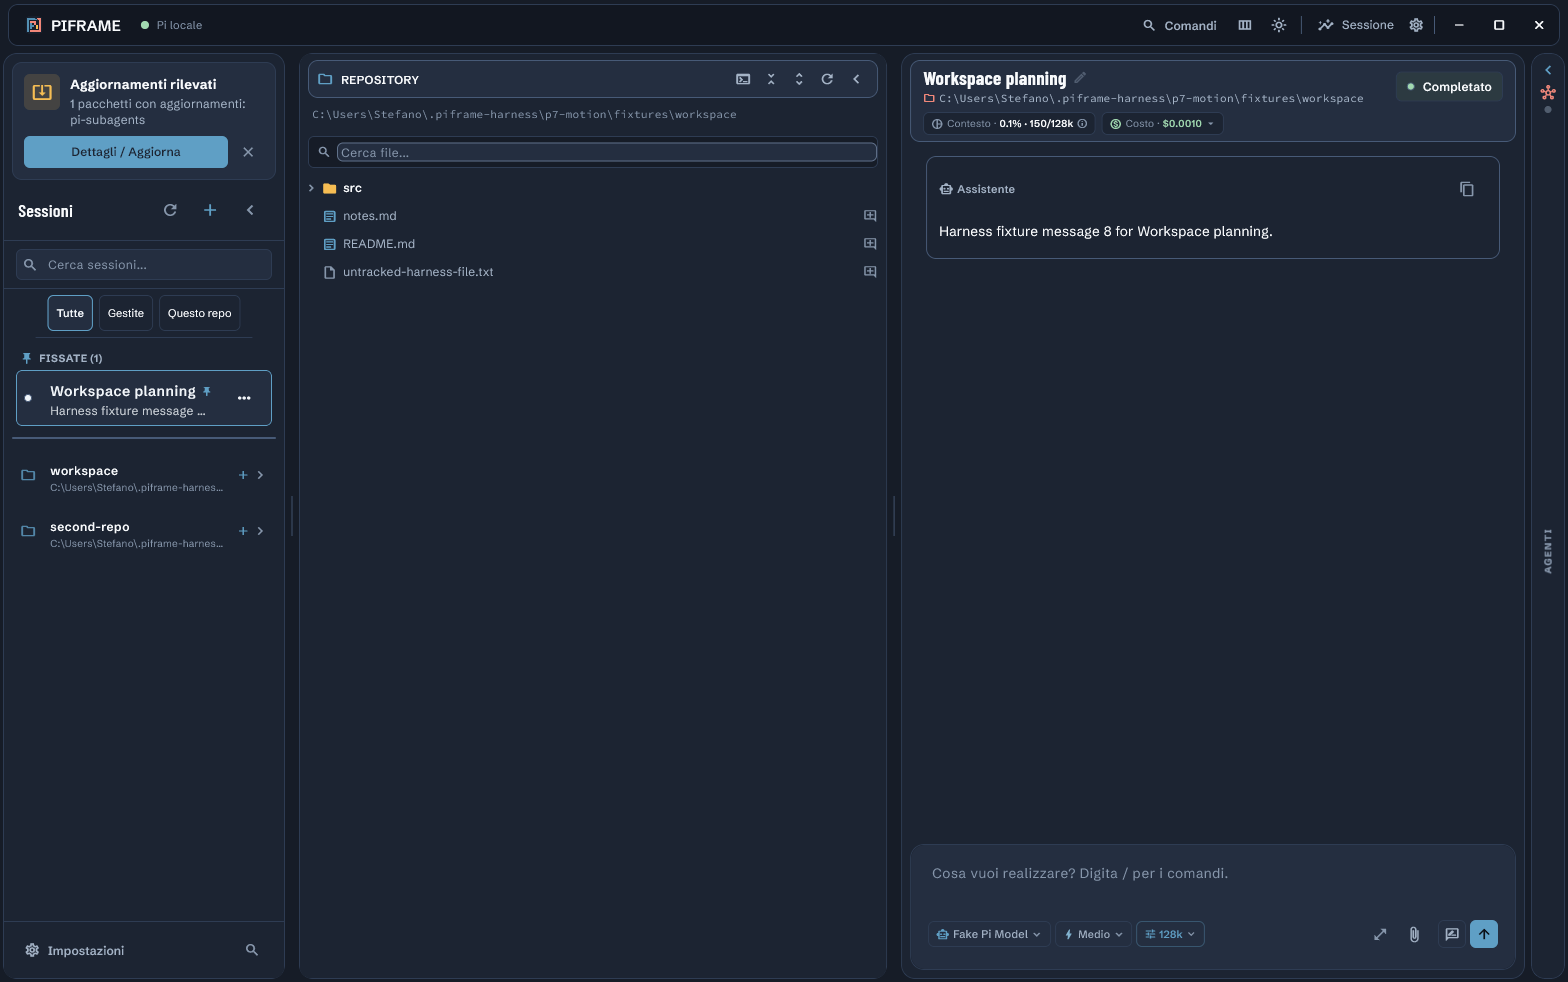 PIFRAME
Pi locale
Comandi
Sessione
Aggiornamenti rilevati
1 pacchetti con aggiornamenti:
pi-subagents
Dettagli / Aggiorna
Sessioni
Cerca sessioni...
Tutte
Gestite
Questo repo
FISSATE (1)
Workspace planning
Harness fixture message ...
workspace
C:\Users\Stefano\.piframe-harnes...
second-repo
C:\Users\Stefano\.piframe-harnes...
Impostazioni
REPOSITORY
C:\Users\Stefano\.piframe-harness\p7-motion\fixtures\workspace
Cerca file...
src
notes.md
README.md
untracked-harness-file.txt
Workspace planning
C:\Users\Stefano\.piframe-harness\p7-motion\fixtures\workspace
Contesto · 0.1% · 150/128k
Costo · $0.0010
Completato
Assistente
Harness fixture message 8 for Workspace planning.
Cosa vuoi realizzare? Digita / per i comandi.
Fake Pi Model
Medio
128k
AGENTI